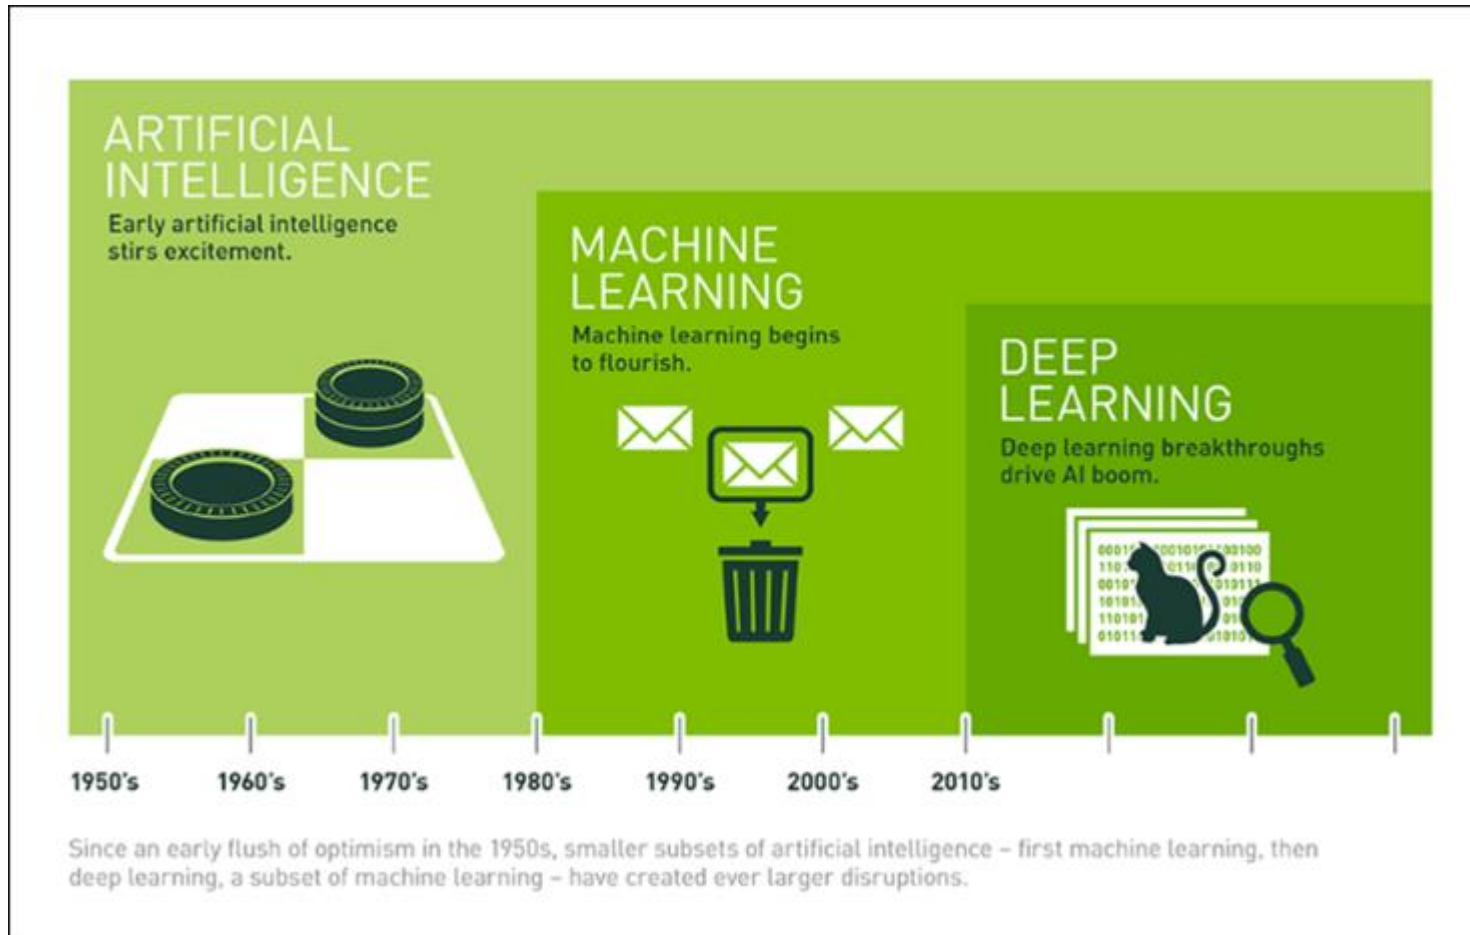 ARTIFICIAL
INTELLIGENCE
Early artificial intelligence
stirs excitement.
MACHINE
LEARNING
Machine learning begins
to flourish.
DEEP
LEARNING
Deep learning breakthroughs
drive AI boom.
1950's 1960's 1970's 1980's 1990's 2000's 2010's
Since an early flush of optimism in the 1950s, smaller subsets of artificial intelligence – first machine learning, then
deep learning, a subset of machine learning – have created ever larger disruptions.